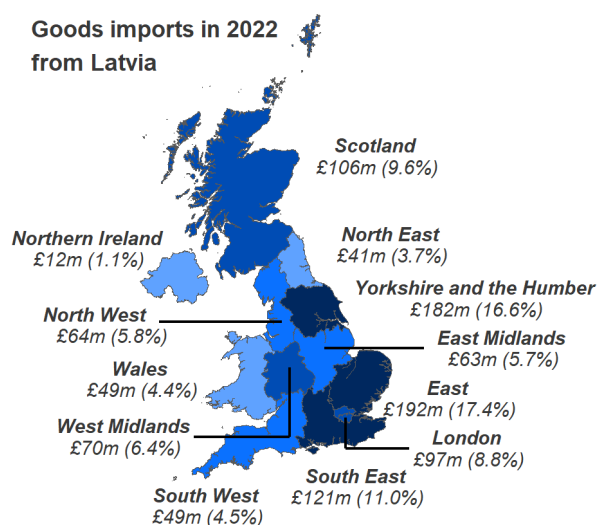 Goods imports in 2022
from Latvia
Scotland
£106m (9.6%)
Northern Ireland
£12m (1.1%)
North East
£41m (3.7%)
Yorkshire and the Humber
£182m (16.6%)
North West
£64m (5.8%)
East Midlands
£63m (5.7%)
Wales
£49m (4.4%)
East
£192m (17.4%)
West Midlands
£70m (6.4%)
London
£97m (8.8%)
South East
£121m (11.0%)
South West
£49m (4.5%)